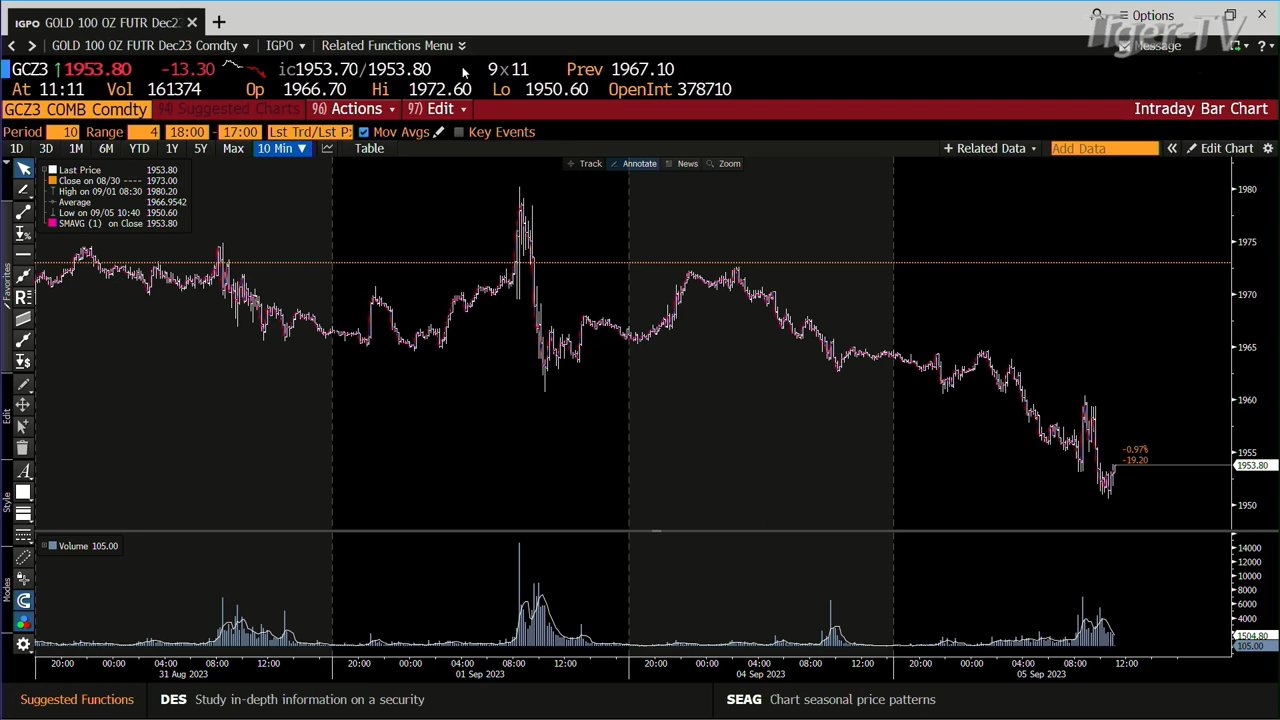 IGPO GOLD 100 OZ FUTR Dec23 × +
Options
Tiger-TV
< > GOLD 100 OZ FUTR Dec23 Comdty ▾ IGPO ▾ Related Functions Menu
Message ?
GCZ3 ↑1953.80 -13.30 ic1953.70/1953.80 9x11 Prev 1967.10
At 11:11 Vol 161374 Op 1966.70 Hi 1972.60 Lo 1950.60 OpenInt 378710
GCZ3 COMB Comdty 94) Suggested Charts 96) Actions ▾ 97) Edit ▾ Intraday Bar Chart
Period 10 Range 4 18:00 - 17:00 Lst Trd/Lst P: Mov Avgs Key Events
1D 3D 1M 6M YTD 1Y 5Y Max 10 Min ▼ Table + Related Data ▾ Add Data « Edit Chart
Track Annotate News Zoom
Last Price 1953.80
Close on 08/30 ---- 1973.00
High on 09/01 08:30 1980.20
Average 1966.9542
Low on 09/05 10:40 1950.60
SMAVG (1) on Close 1953.80
Favorites
Edit
Style
Modes
% 
R
$
A
1980
1975
1970
1965
1960
1955
1953.80
1950
-0.97%
-19.20
Volume 105.00
14000
12000
10000
8000
6000
4000
1504.80
105.00
20:00 00:00 04:00 08:00 12:00 20:00 00:00 04:00 08:00 12:00 20:00 00:00 04:00 08:00 12:00 20:00 00:00 04:00 08:00 12:00
31 Aug 2023 01 Sep 2023 04 Sep 2023 05 Sep 2023
Suggested Functions DES Study in-depth information on a security SEAG Chart seasonal price patterns